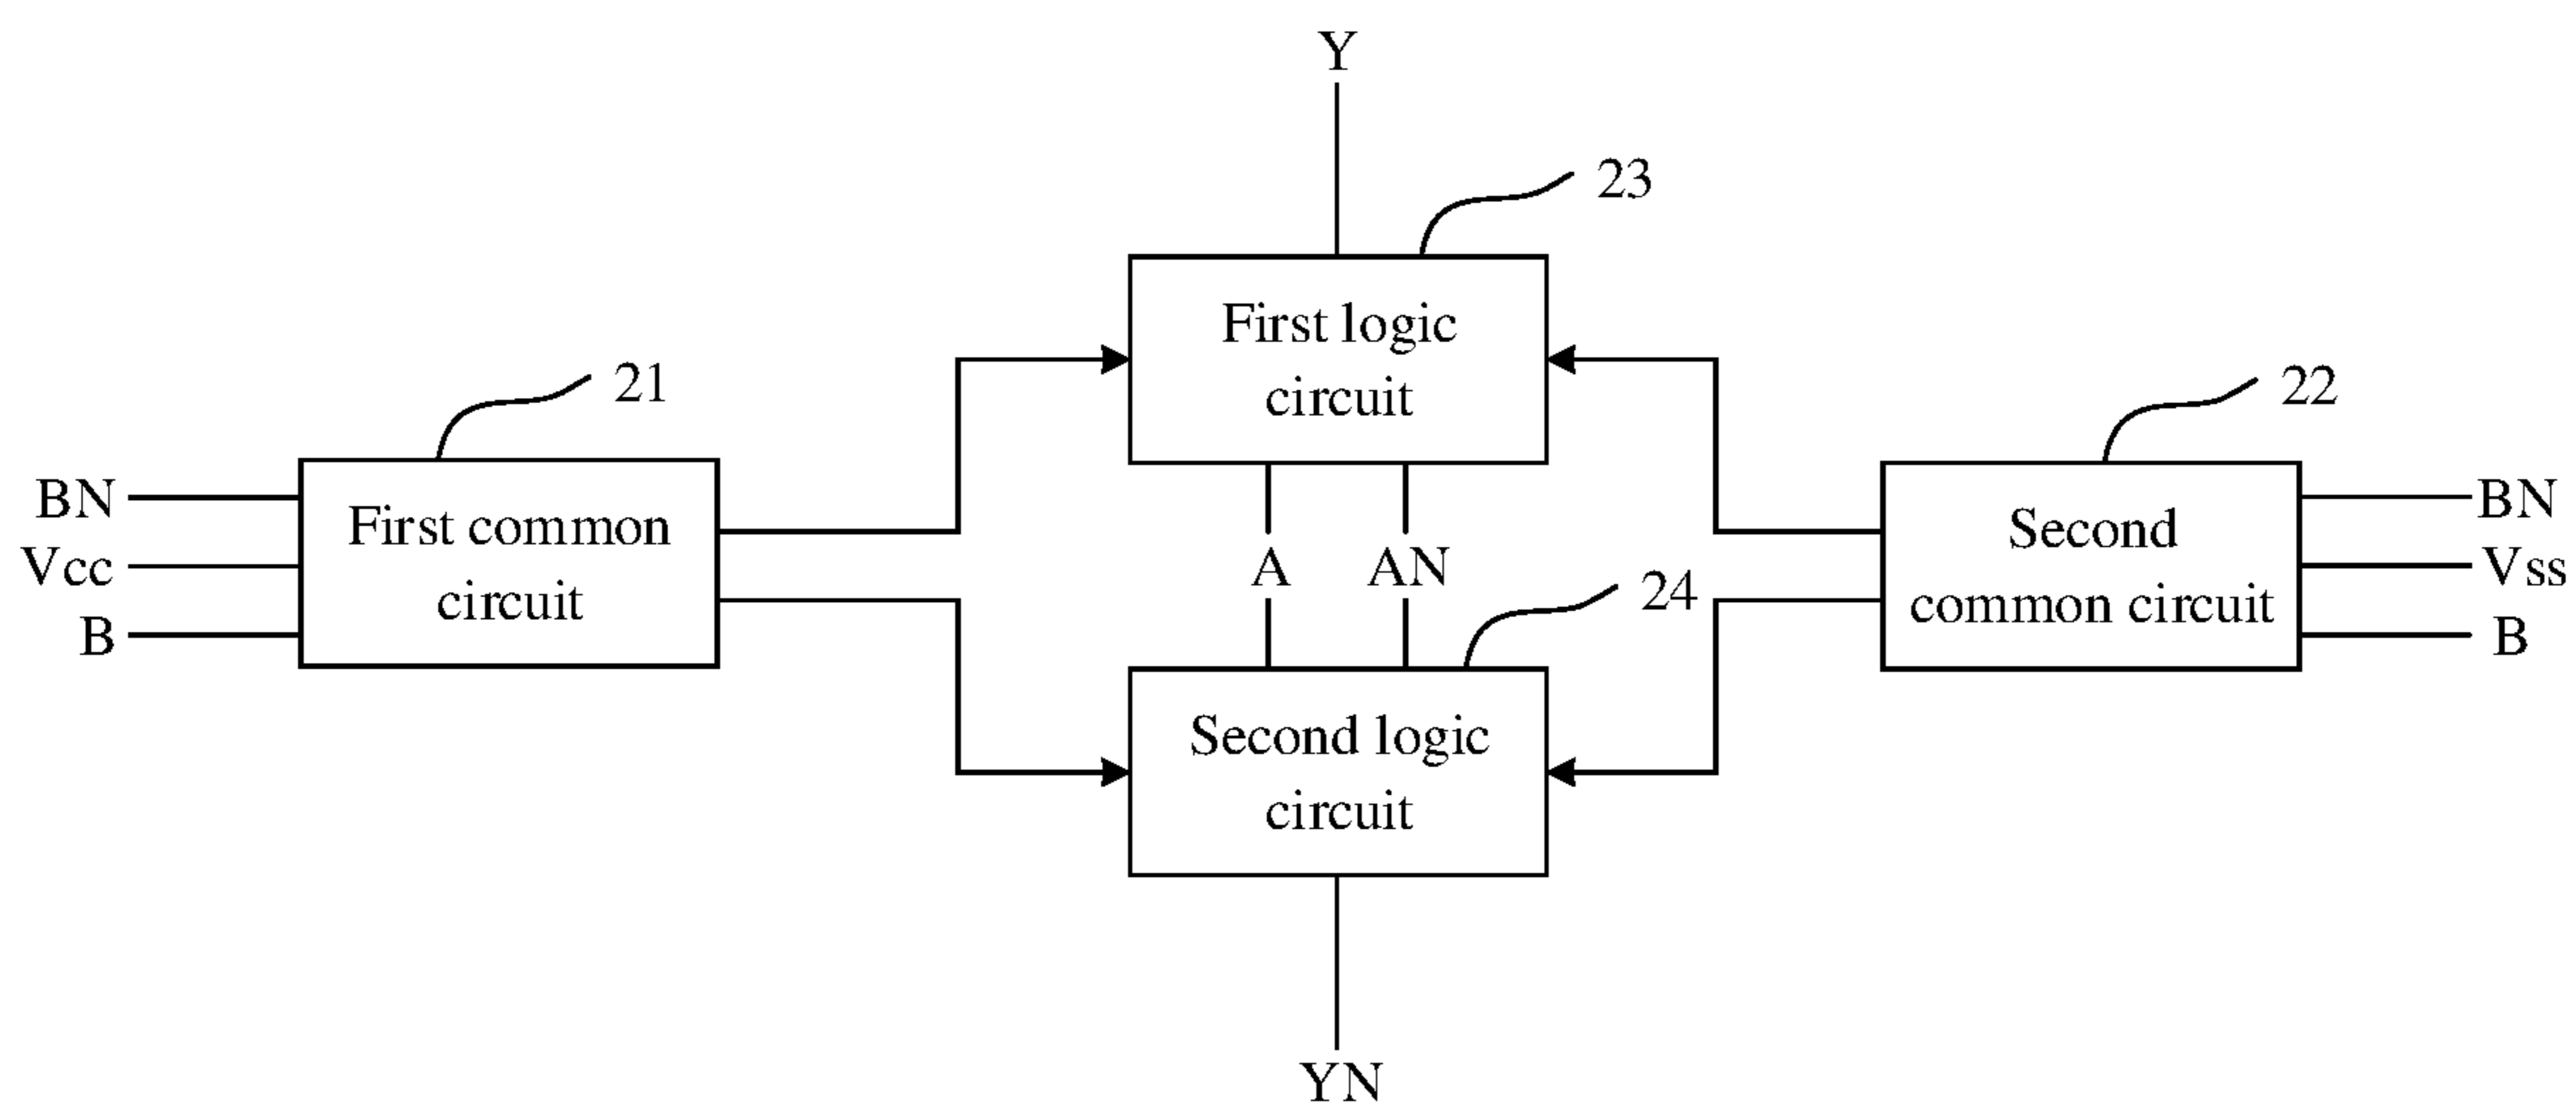 Y
23
First logic
circuit
21
22
BN
Vcc
B
First common
circuit
A AN
24
Second
common circuit
BN
Vss
B
Second logic
circuit
YN